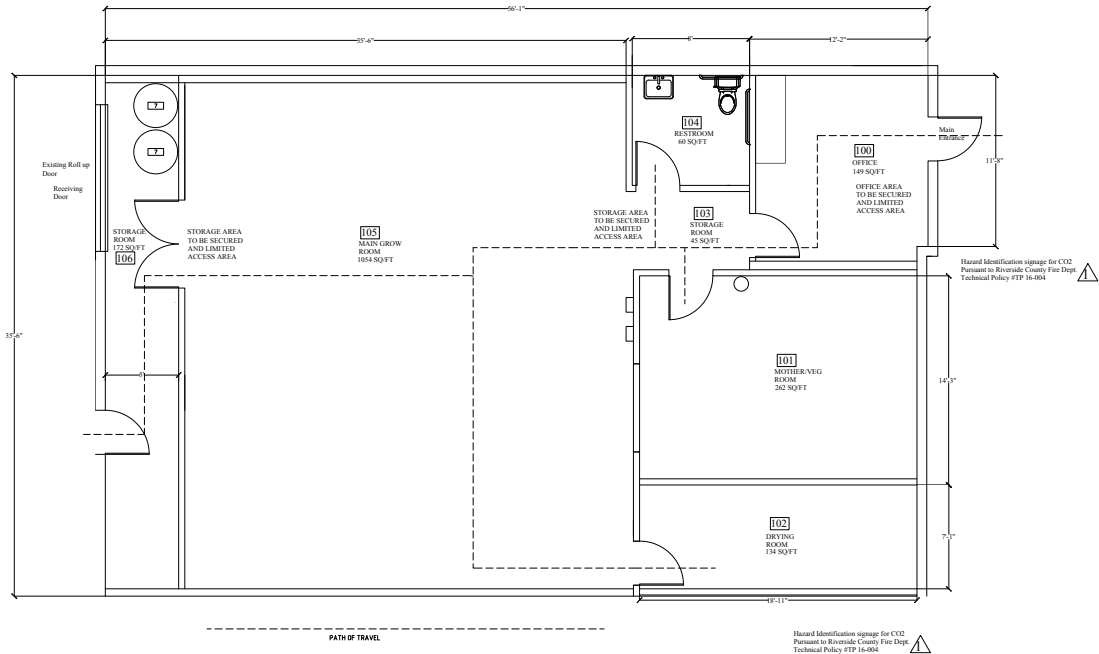 56'-1"
35'-6"
8'
12'-2"
7
7
104
RESTROOM
60 SQ/FT
Main
Entrance
100
OFFICE
149 SQ/FT
OFFICE AREA
TO BE SECURED
AND LIMITED
ACCESS AREA
11'-8"
Existing Roll up
Door
Receiving
Door
STORAGE
ROOM
172 SQ/FT
106
STORAGE AREA
TO BE SECURED
AND LIMITED
ACCESS AREA
105
MAIN GROW
ROOM
1054 SQ/FT
STORAGE AREA
TO BE SECURED
AND LIMITED
ACCESS AREA
103
STORAGE
ROOM
45 SQ/FT
Hazard Identification signage for CO2
Pursuant to Riverside County Fire Dept.
Technical Policy #TP 16-004
1
35'-6"
101
MOTHER/VEG
ROOM
262 SQ/FT
14'-3"
102
DRYING
ROOM
134 SQ/FT
7'-1"
18'-11"
PATH OF TRAVEL
Hazard Identification signage for CO2
Pursuant to Riverside County Fire Dept.
Technical Policy #TP 16-004
1